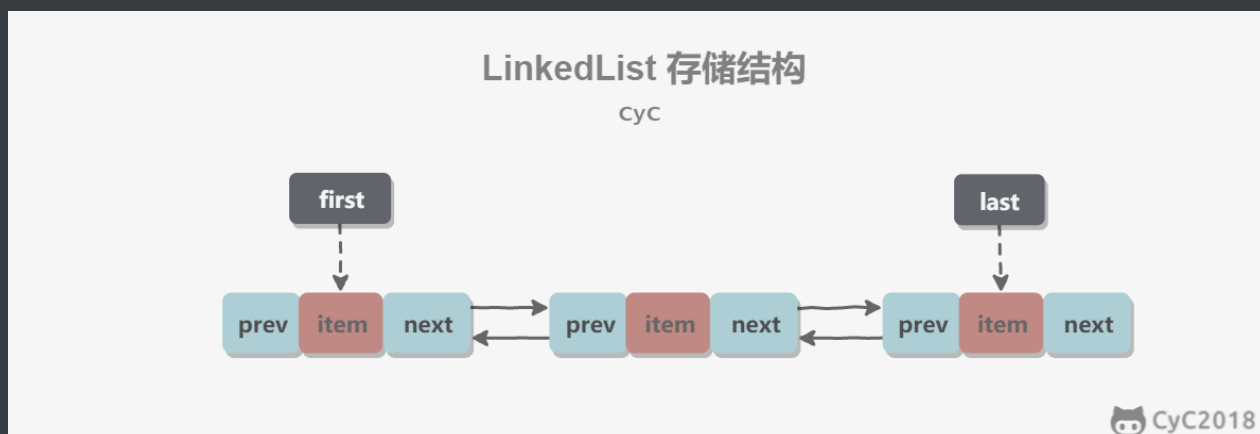 LinkedList 存储结构
CyC
first
last
prev item next prev item next prev item next
CyC2018